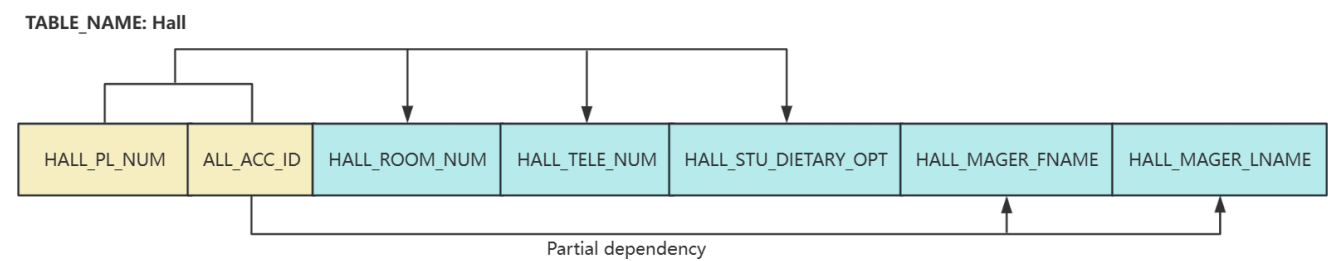 TABLE_NAME: Hall
HALL_PL_NUM ALL_ACC_ID HALL_ROOM_NUM HALL_TELE_NUM HALL_STU_DIETARY_OPT HALL_MAGER_FNAME HALL_MAGER_LNAME
Partial dependency